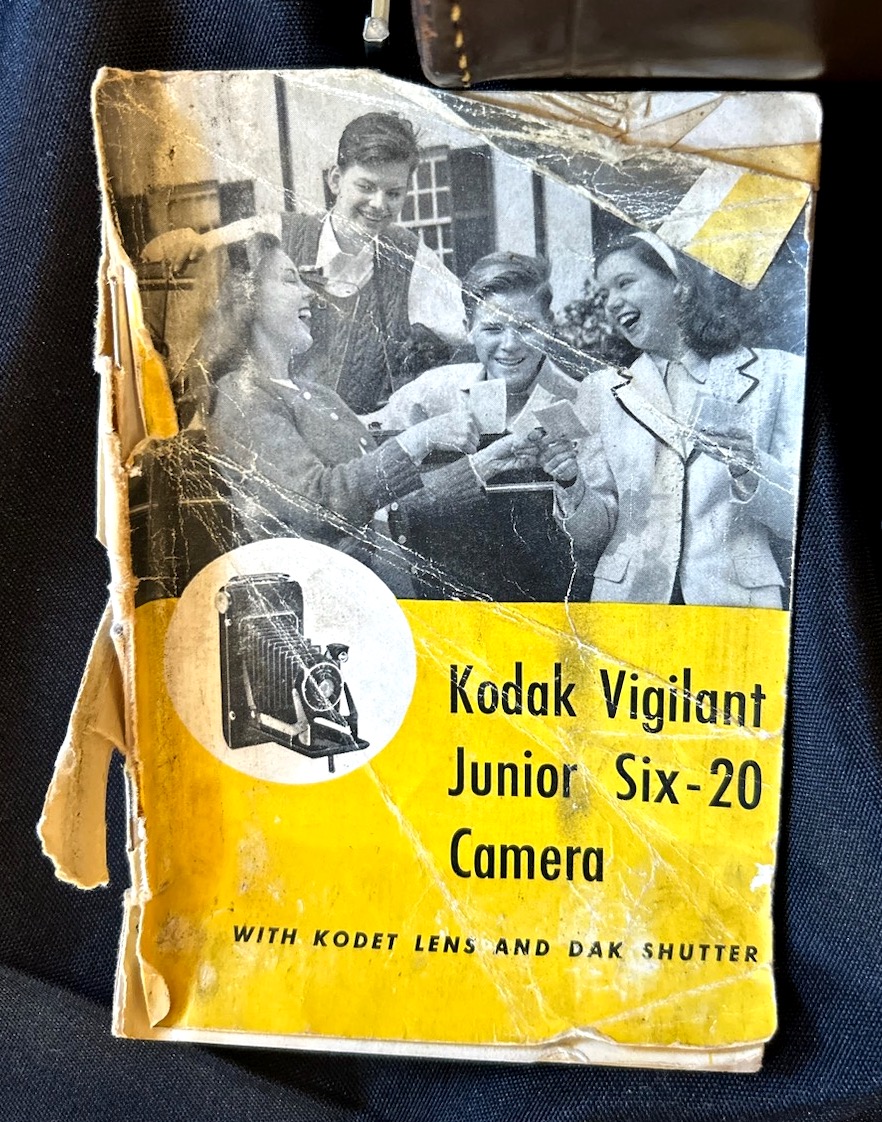 Kodak Vigilant
Junior Six-20
Camera
WITH KODET LENS AND DAK SHUTTER